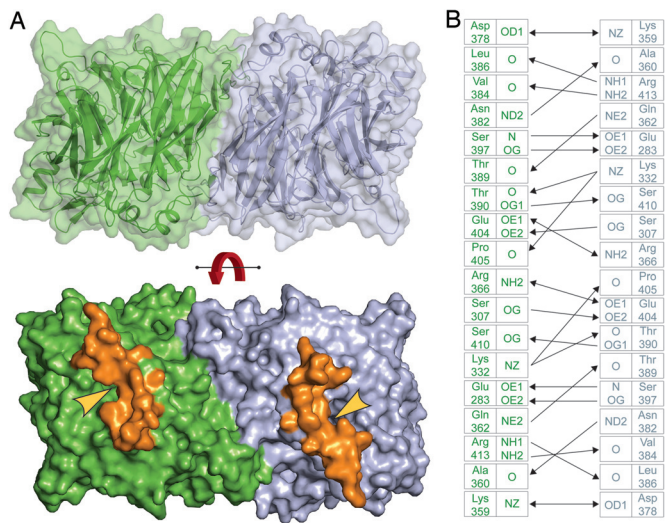 A
B
Asp 378 OD1 NZ Lys 359
Leu 386 O O Ala 360
Val 384 O NH1 NH2 Arg 413
Asn 382 ND2 NE2 Gln 362
Ser 397 N OG OE1 OE2 Glu 283
Thr 389 O NZ Lys 332
Thr 390 O OG1 OG Ser 410
Glu 404 OE1 OE2 OG Ser 307
Pro 405 O NH2 Arg 366
Arg 366 NH2 O Pro 405
Ser 307 OG OE1 OE2 Glu 404
Ser 410 OG O OG1 Thr 390
Lys 332 NZ O Thr 389
Glu 283 OE1 OE2 N OG Ser 397
Gln 362 NE2 ND2 Asn 382
Arg 413 NH1 NH2 O Val 384
Ala 360 O O Leu 386
Lys 359 NZ OD1 Asp 378